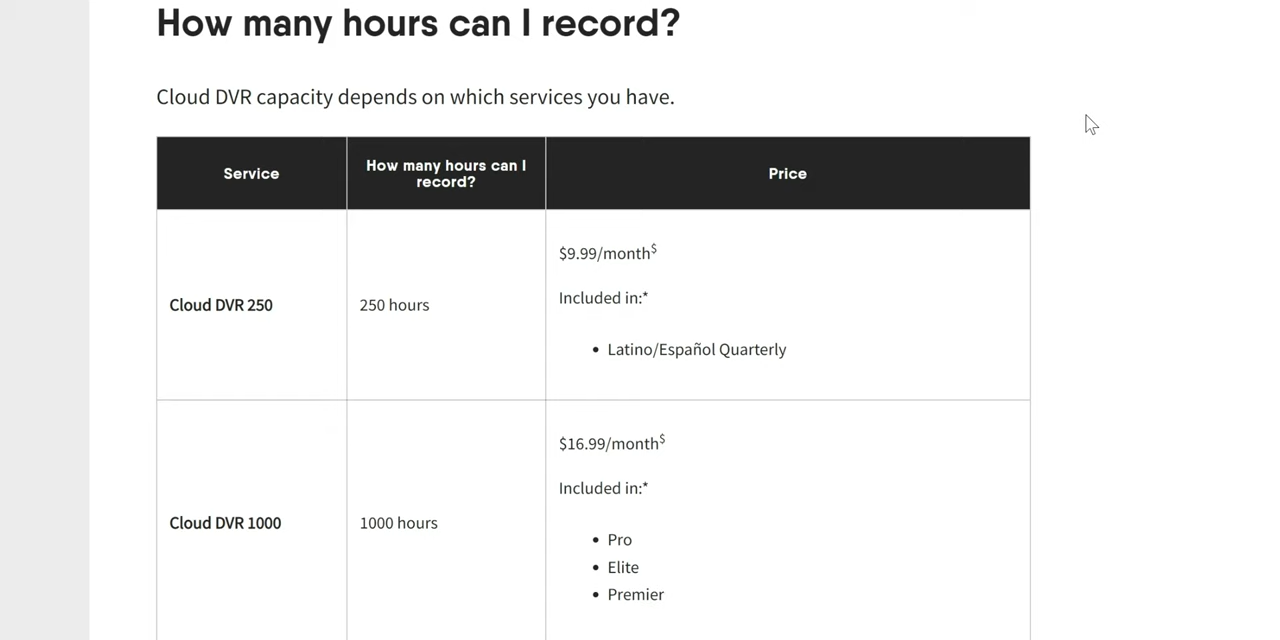 How many hours can I record?
Cloud DVR capacity depends on which services you have.
Service
How many hours can I
record?
Price
Cloud DVR 250
250 hours
$9.99/month$
Included in:*
• Latino/Español Quarterly
Cloud DVR 1000
1000 hours
$16.99/month$
Included in:*
• Pro
• Elite
• Premier